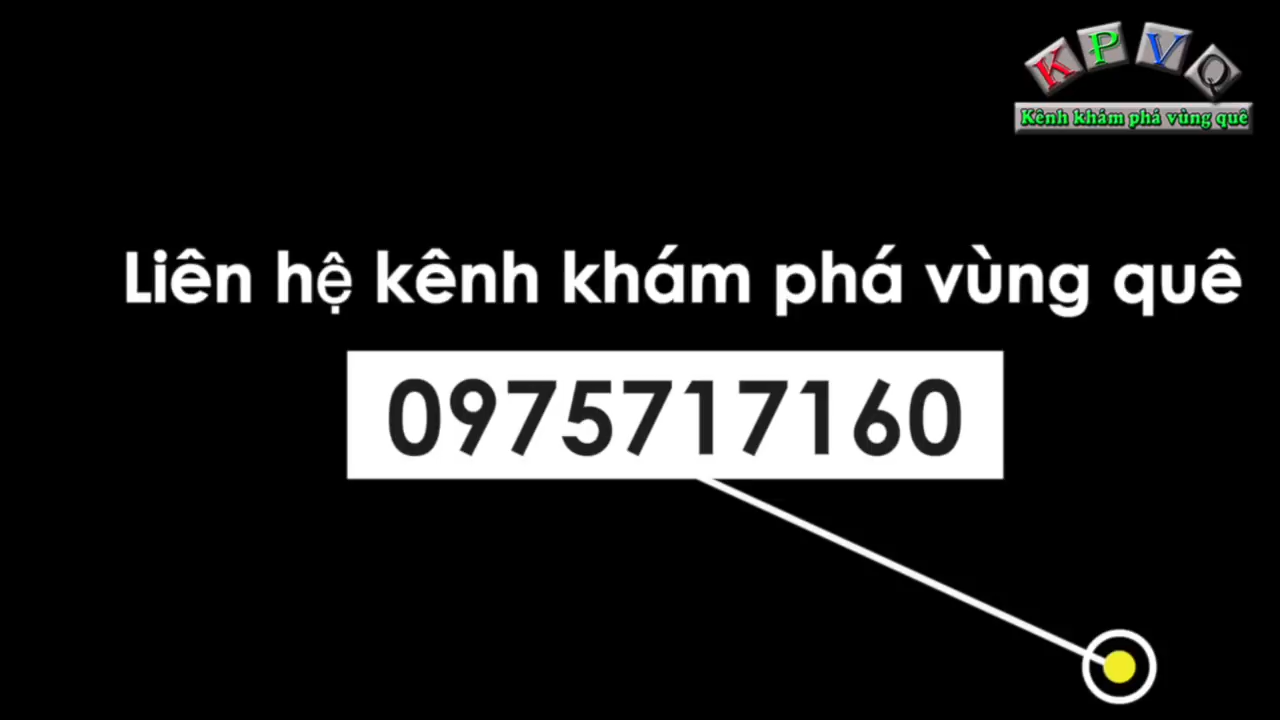 KPVQ
Kênh khám phá vùng quê
Liên hệ kênh khám phá vùng quê
0975717160